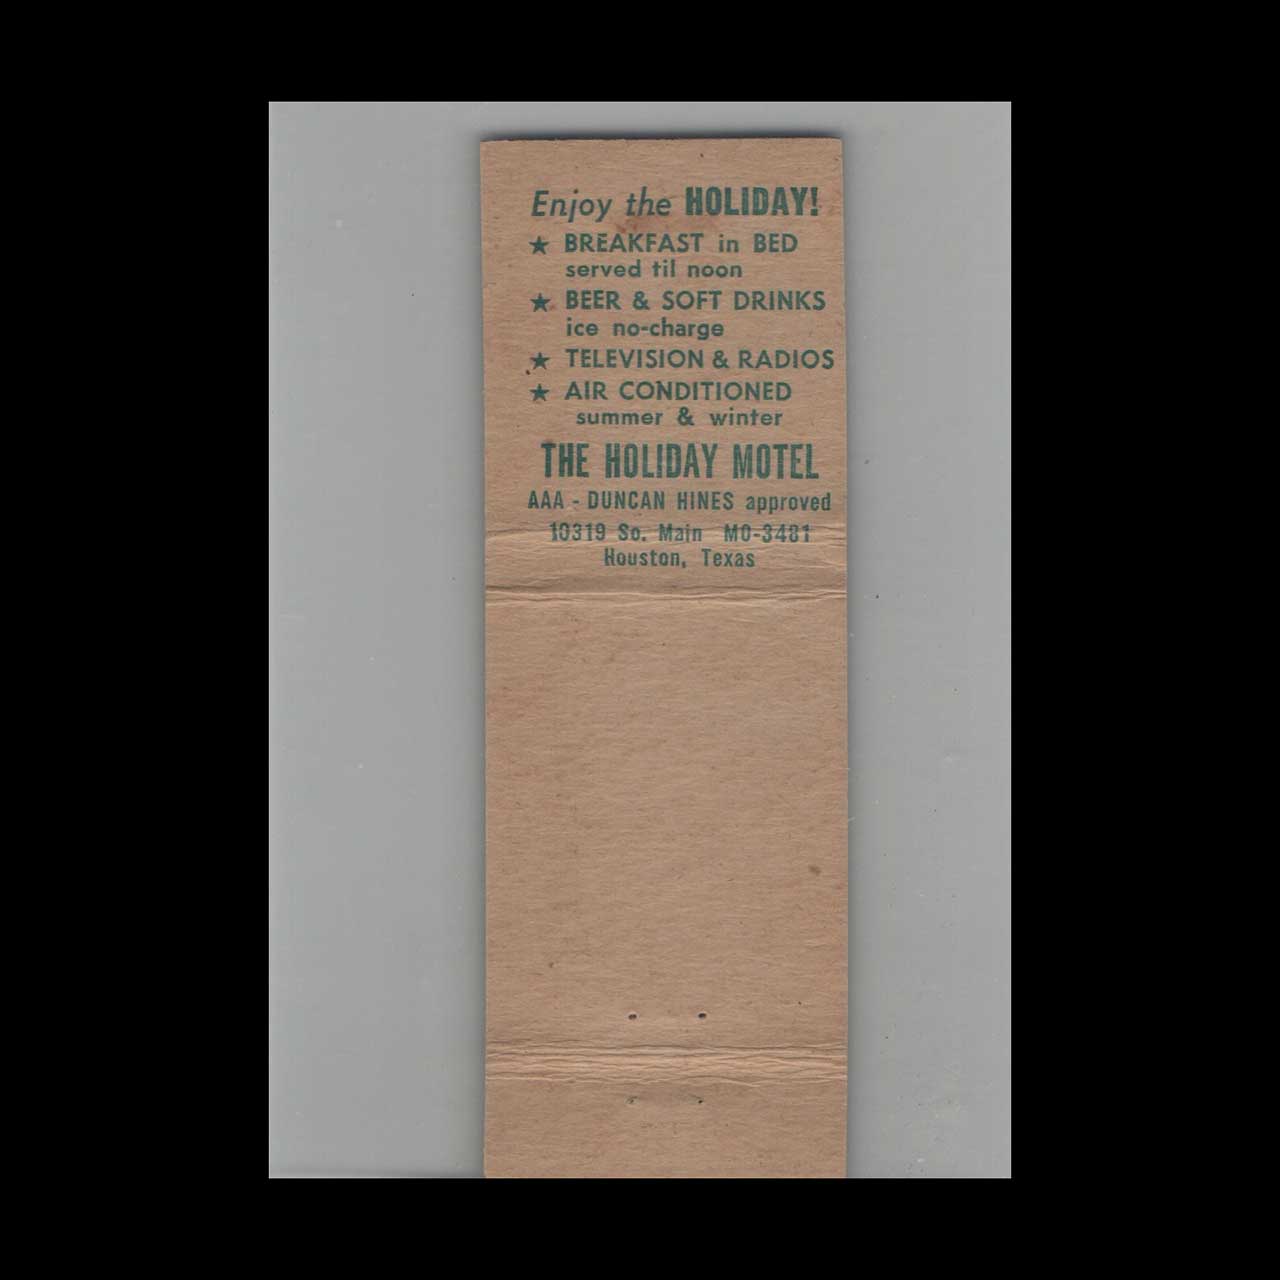 Enjoy the HOLIDAY!
★ BREAKFAST in BED
served til noon
★ BEER & SOFT DRINKS
ice no-charge
★ TELEVISION & RADIOS
★ AIR CONDITIONED
summer & winter
THE HOLIDAY MOTEL
AAA - DUNCAN HINES approved
10319 So. Main MO-3481
Houston, Texas